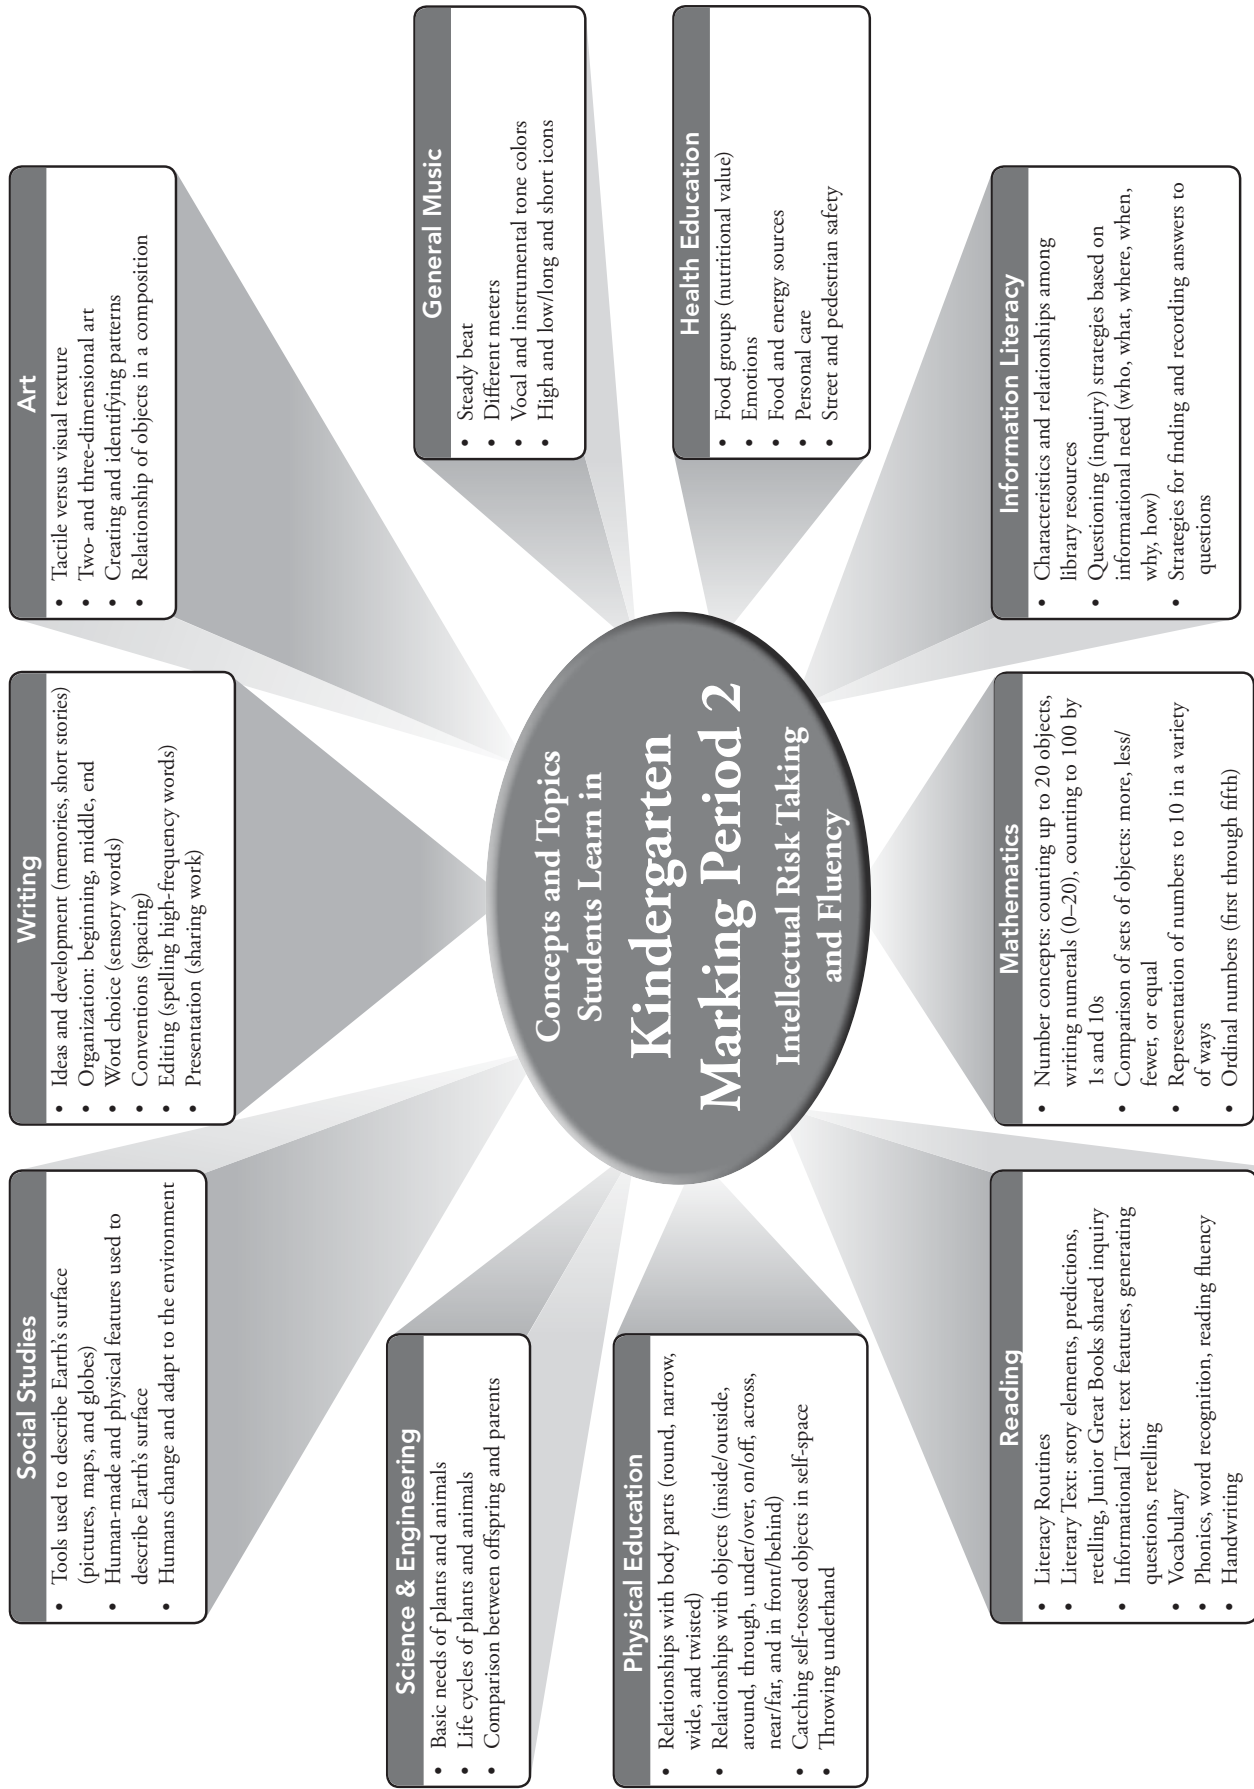 Concepts and Topics
Students Learn in
Kindergarten
Marking Period 2
Intellectual Risk Taking
and Fluency
Social Studies
• Tools used to describe Earth's surface
(pictures, maps, and globes)
• Human-made and physical features used to
describe Earth's surface
• Humans change and adapt to the environment
Writing
• Ideas and development (memories, short stories)
• Organization: beginning, middle, end
• Word choice (sensory words)
• Conventions (spacing)
• Editing (spelling high-frequency words)
• Presentation (sharing work)
Art
• Tactile versus visual texture
• Two- and three-dimensional art
• Creating and identifying patterns
• Relationship of objects in a composition
Science & Engineering
• Basic needs of plants and animals
• Life cycles of plants and animals
• Comparison between offspring and parents
General Music
• Steady beat
• Different meters
• Vocal and instrumental tone colors
• High and low/long and short icons
Physical Education
• Relationships with body parts (round, narrow,
wide, and twisted)
• Relationships with objects (inside/outside,
around, through, under/over, on/off, across,
near/far, and in front/behind)
• Catching self-tossed objects in self-space
• Throwing underhand
Health Education
• Food groups (nutritional value)
• Emotions
• Food and energy sources
• Personal care
• Street and pedestrian safety
Reading
• Literacy Routines
• Literary Text: story elements, predictions,
retelling, Junior Great Books shared inquiry
• Informational Text: text features, generating
questions, retelling
• Vocabulary
• Phonics, word recognition, reading fluency
• Handwriting
Mathematics
• Number concepts: counting up to 20 objects,
writing numerals (0–20), counting to 100 by
1s and 10s
• Comparison of sets of objects: more, less/
fewer, or equal
• Representation of numbers to 10 in a variety
of ways
• Ordinal numbers (first through fifth)
Information Literacy
• Characteristics and relationships among
library resources
• Questioning (inquiry) strategies based on
informational need (who, what, where, when,
why, how)
• Strategies for finding and recording answers to
questions